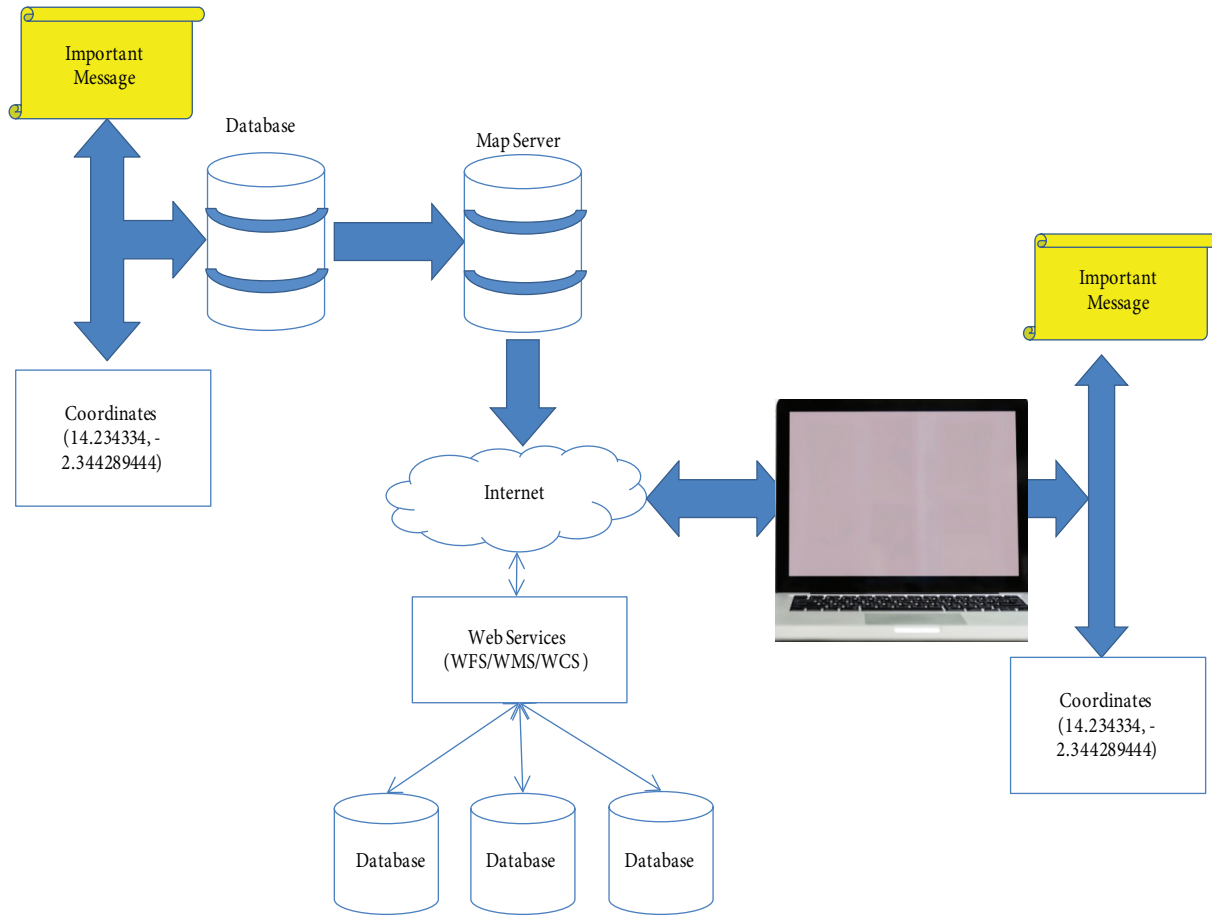 Important
Message
Database
Map Server
Important
Message
Coordinates
(14.234334, -
2.344289444)
Internet
Web Services
(WFS/WMS/WCS )
Coordinates
(14.234334, -
2.344289444)
Database
Database
Database